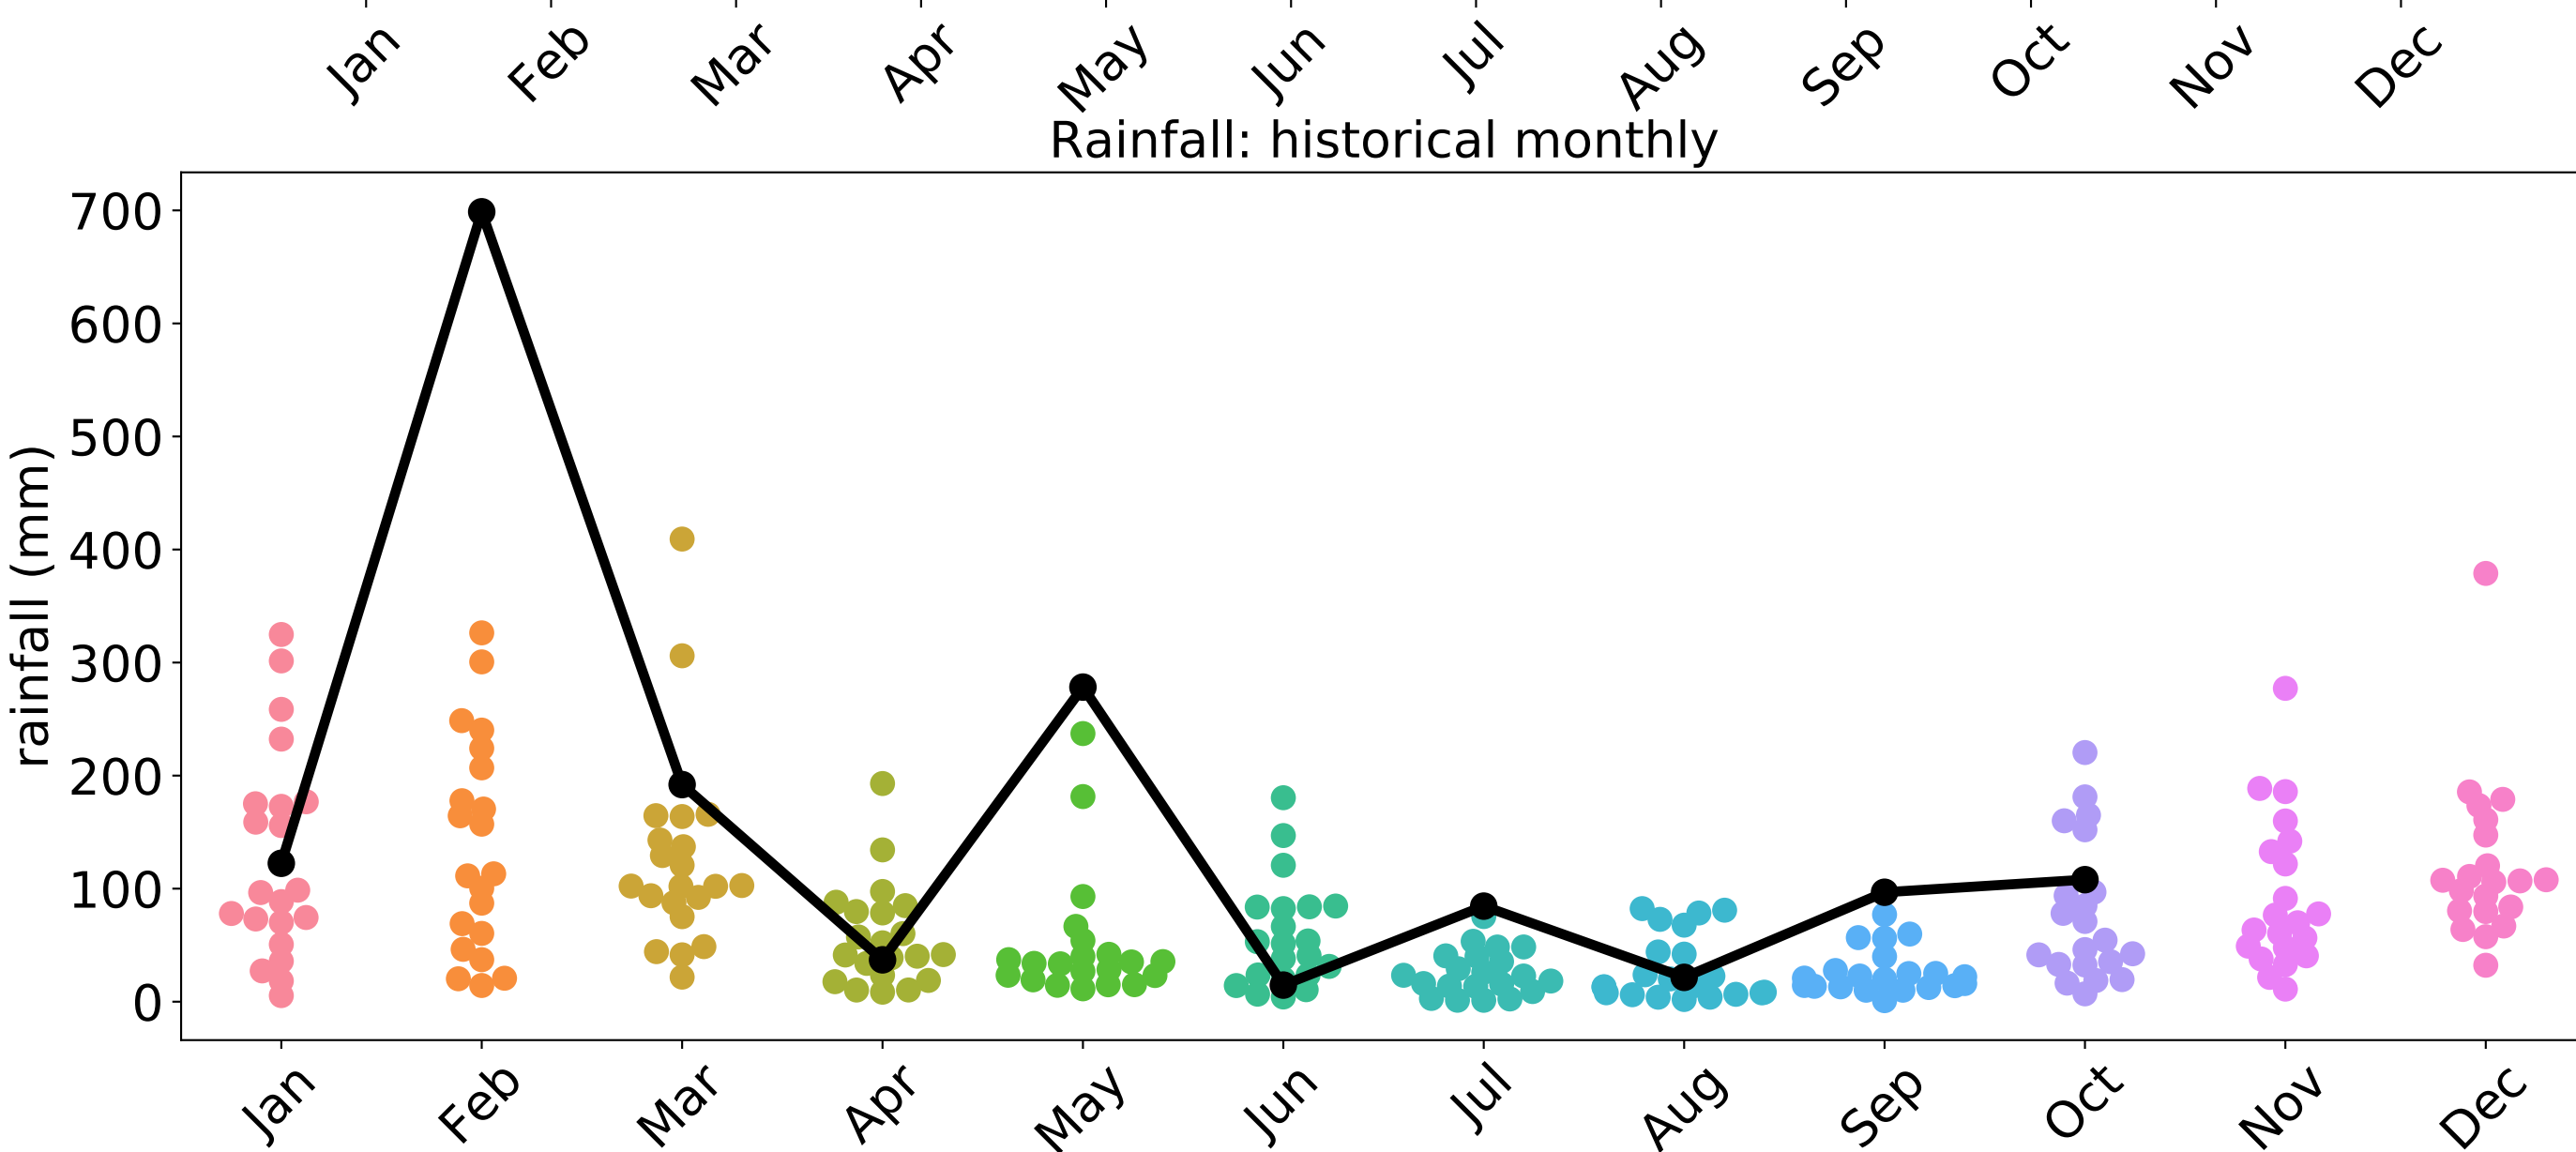 Jan Feb Mar Apr May Jun Jul Aug Sep Oct Nov Dec
Rainfall: historical monthly
rainfall (mm)
700
600
500
400
300
200
100
0
Jan Feb Mar Apr May Jun Jul Aug Sep Oct Nov Dec